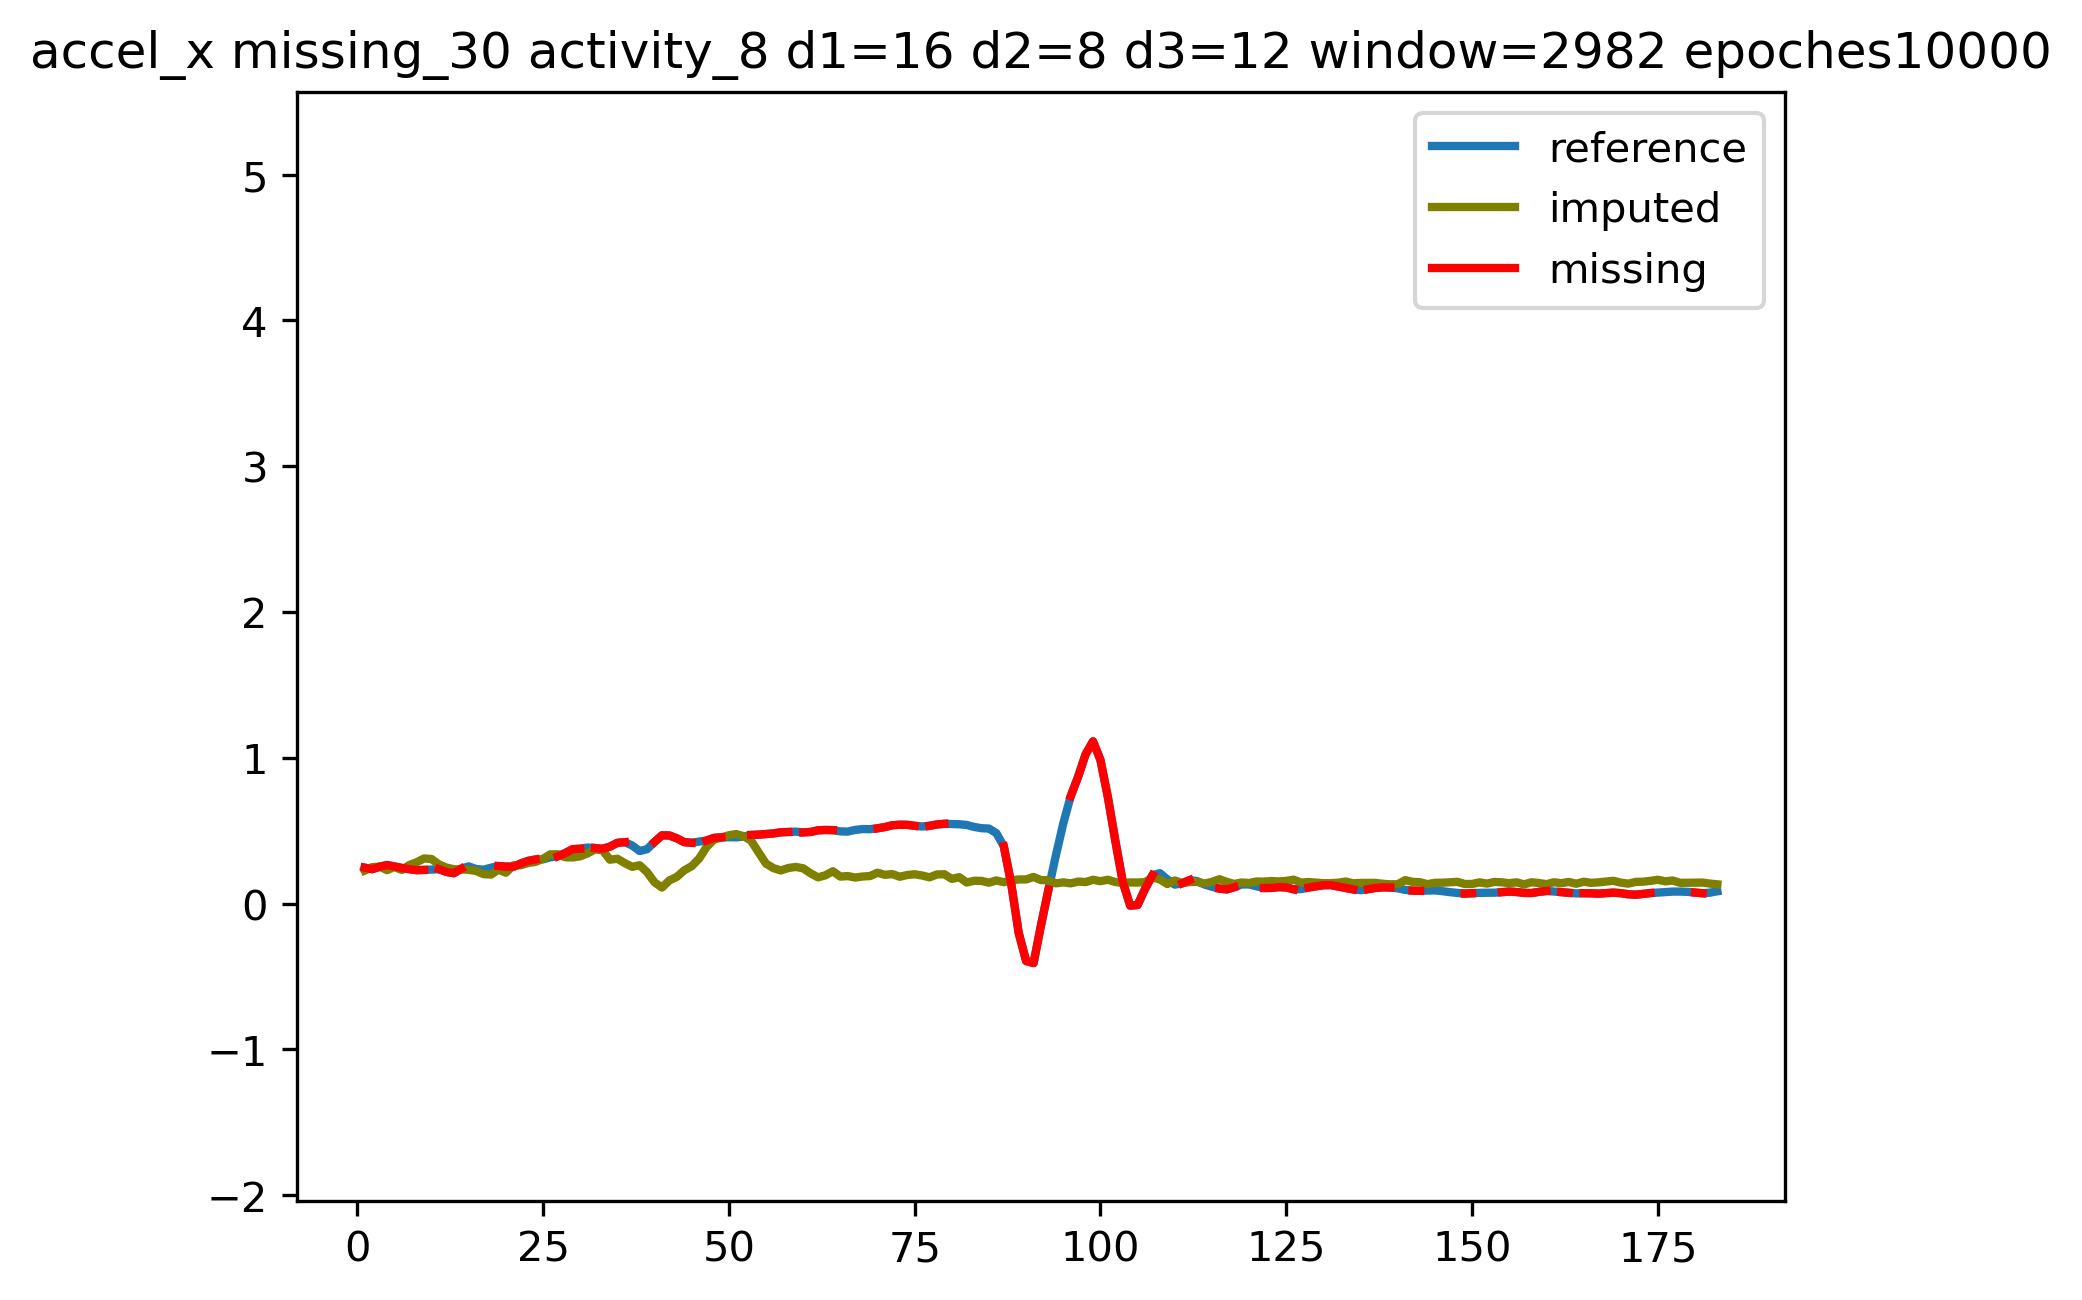 accel_x missing_30 activity_8 d1=16 d2=8 d3=12 window=2982 epoches10000
reference
imputed
missing
5
4
3
2
1
0
−1
−2
0 25 50 75 100 125 150 175